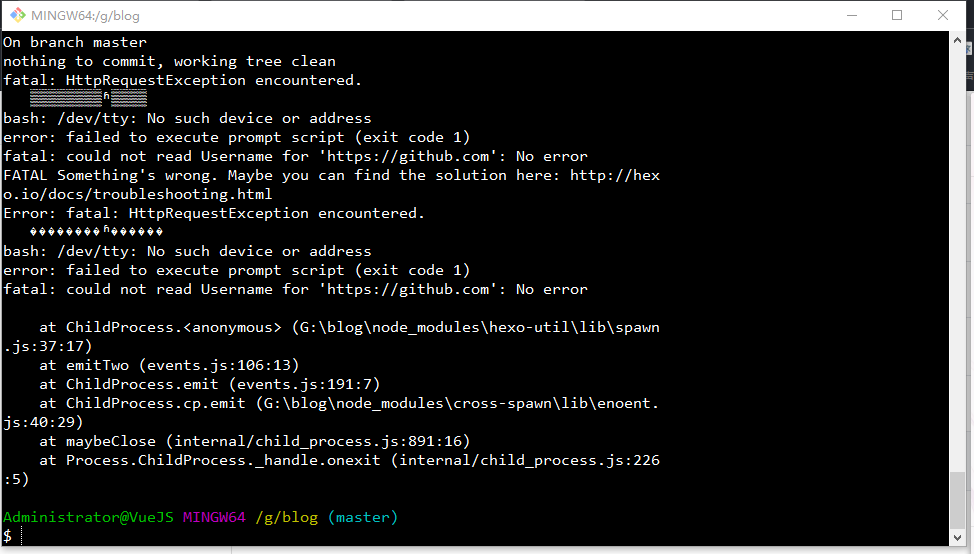 MINGW64:/g/blog
On branch master
nothing to commit, working tree clean
fatal: HttpRequestException encountered.
bash: /dev/tty: No such device or address
error: failed to execute prompt script (exit code 1)
fatal: could not read Username for 'https://github.com': No error
FATAL Something's wrong. Maybe you can find the solution here: http://hex
o.io/docs/troubleshooting.html
Error: fatal: HttpRequestException encountered.
���������ʱ������
bash: /dev/tty: No such device or address
error: failed to execute prompt script (exit code 1)
fatal: could not read Username for 'https://github.com': No error
at ChildProcess.<anonymous> (G:\blog\node_modules\hexo-util\lib\spawn
.js:37:17)
at emitTwo (events.js:106:13)
at ChildProcess.emit (events.js:191:7)
at ChildProcess.cp.emit (G:\blog\node_modules\cross-spawn\lib\enoent.
js:40:29)
at maybeClose (internal/child_process.js:891:16)
at Process.ChildProcess._handle.onexit (internal/child_process.js:226
:5)
Administrator@VueJS MINGW64 /g/blog (master)
$